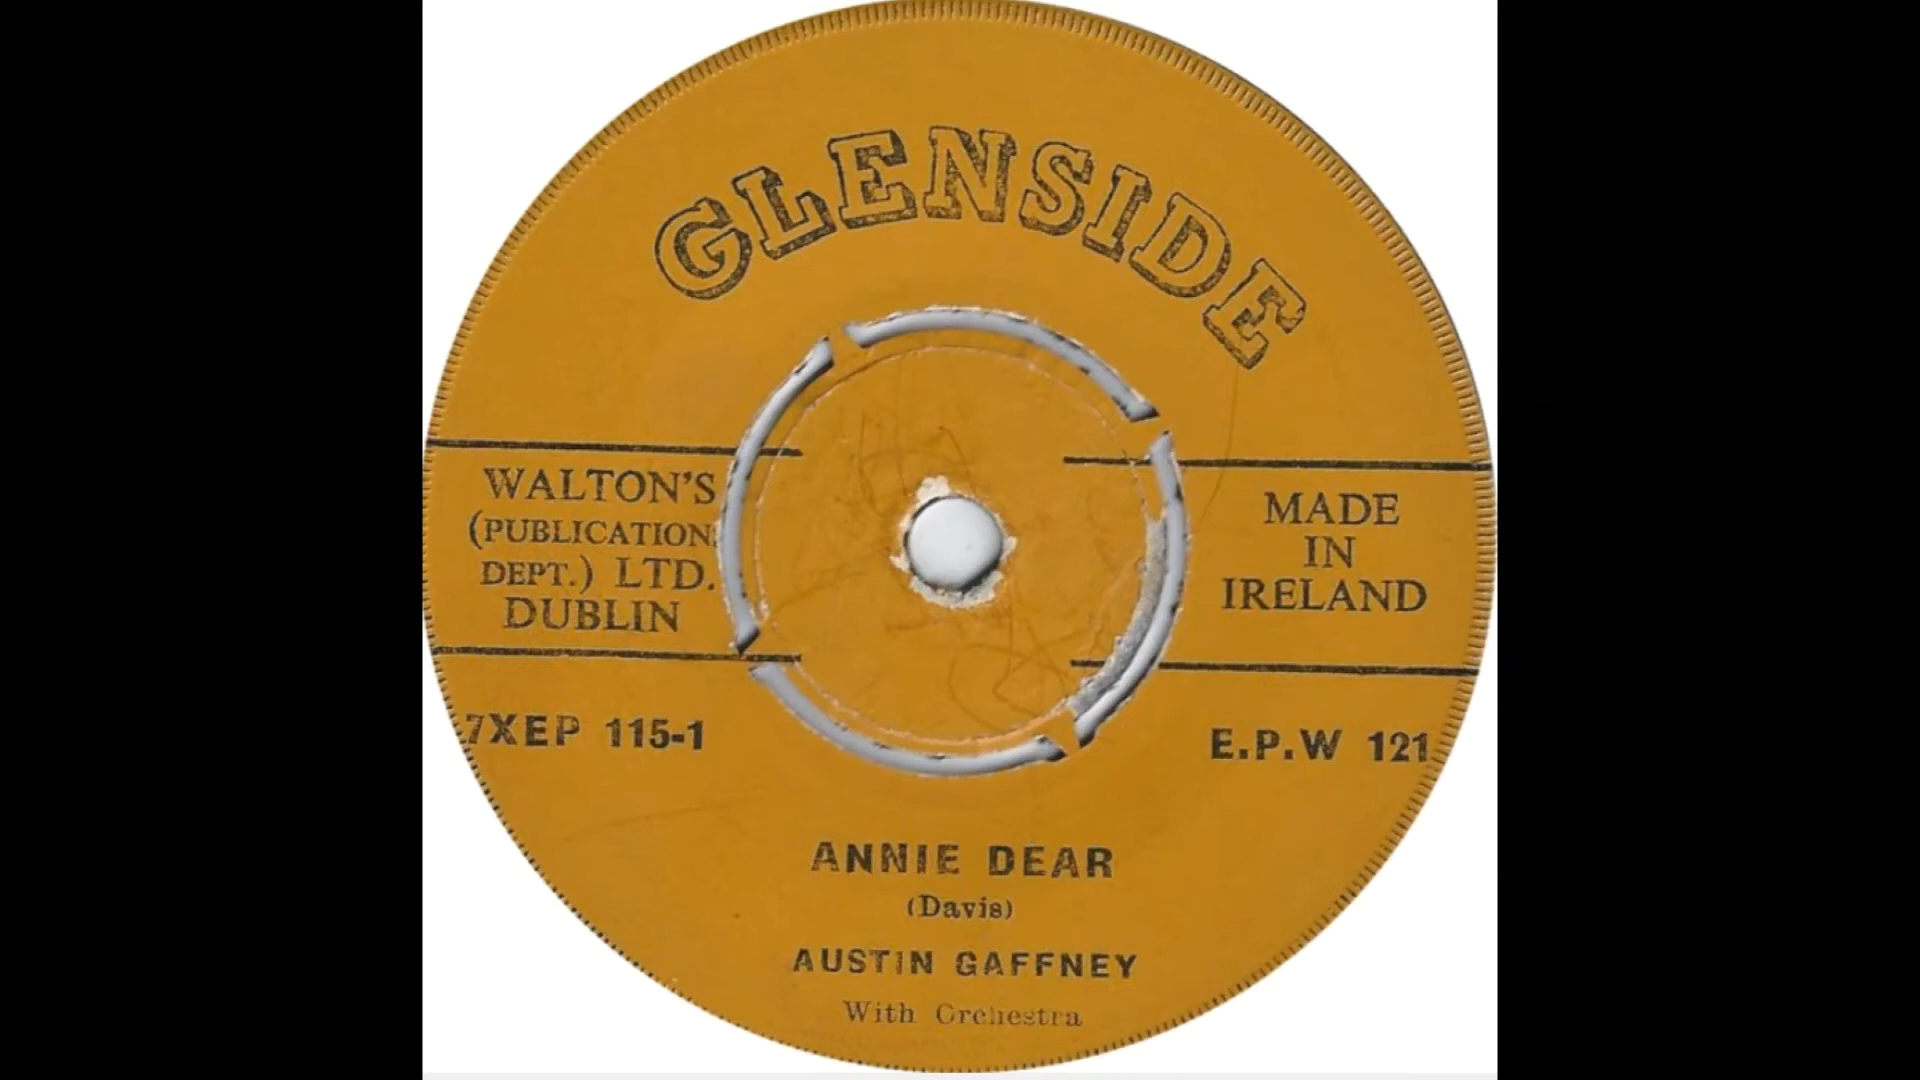 GLENSIDE
WALTON'S
(PUBLICATION
DEPT.) LTD.
DUBLIN
MADE
IN
IRELAND
7XEP 115-1
E.P.W 121
ANNIE DEAR
(Davis)
AUSTIN GAFFNEY
With Orchestra